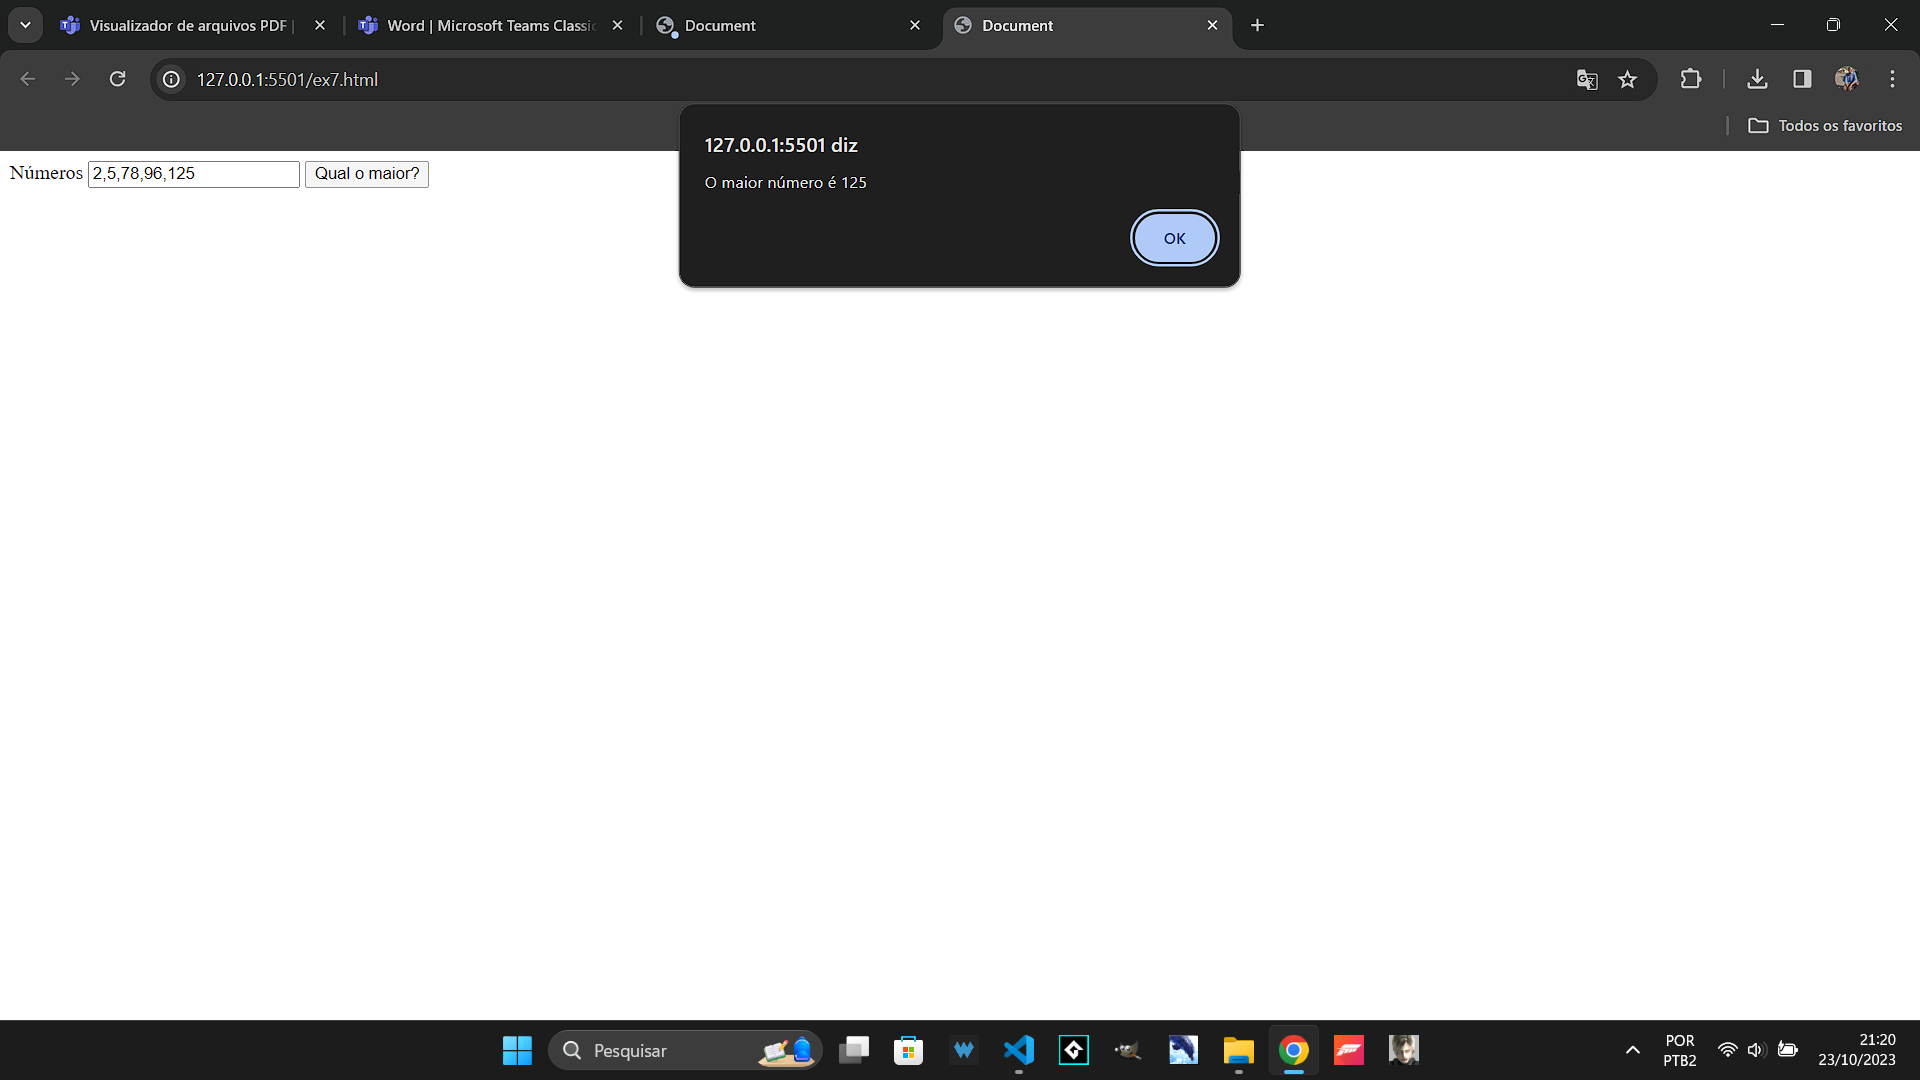 Visualizador de arquivos PDF |
Word | Microsoft Teams Classic
Document
Document
127.0.0.1:5501/ex7.html
Todos os favoritos
127.0.0.1:5501 diz
O maior número é 125
OK
Números 2,5,78,96,125 Qual o maior?
Pesquisar
POR
PTB2
21:20
23/10/2023